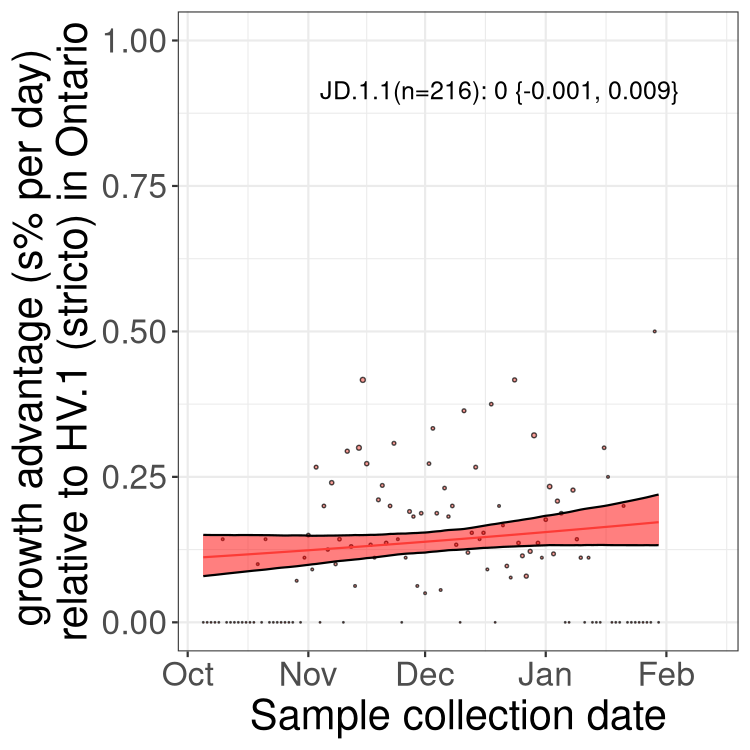 growth advantage (s% per day)
relative to HV.1 (stricto) in Ontario
1.00
0.75
0.50
0.25
0.00
JD.1.1(n=216): 0 {-0.001, 0.009}
Oct Nov Dec Jan Feb
Sample collection date